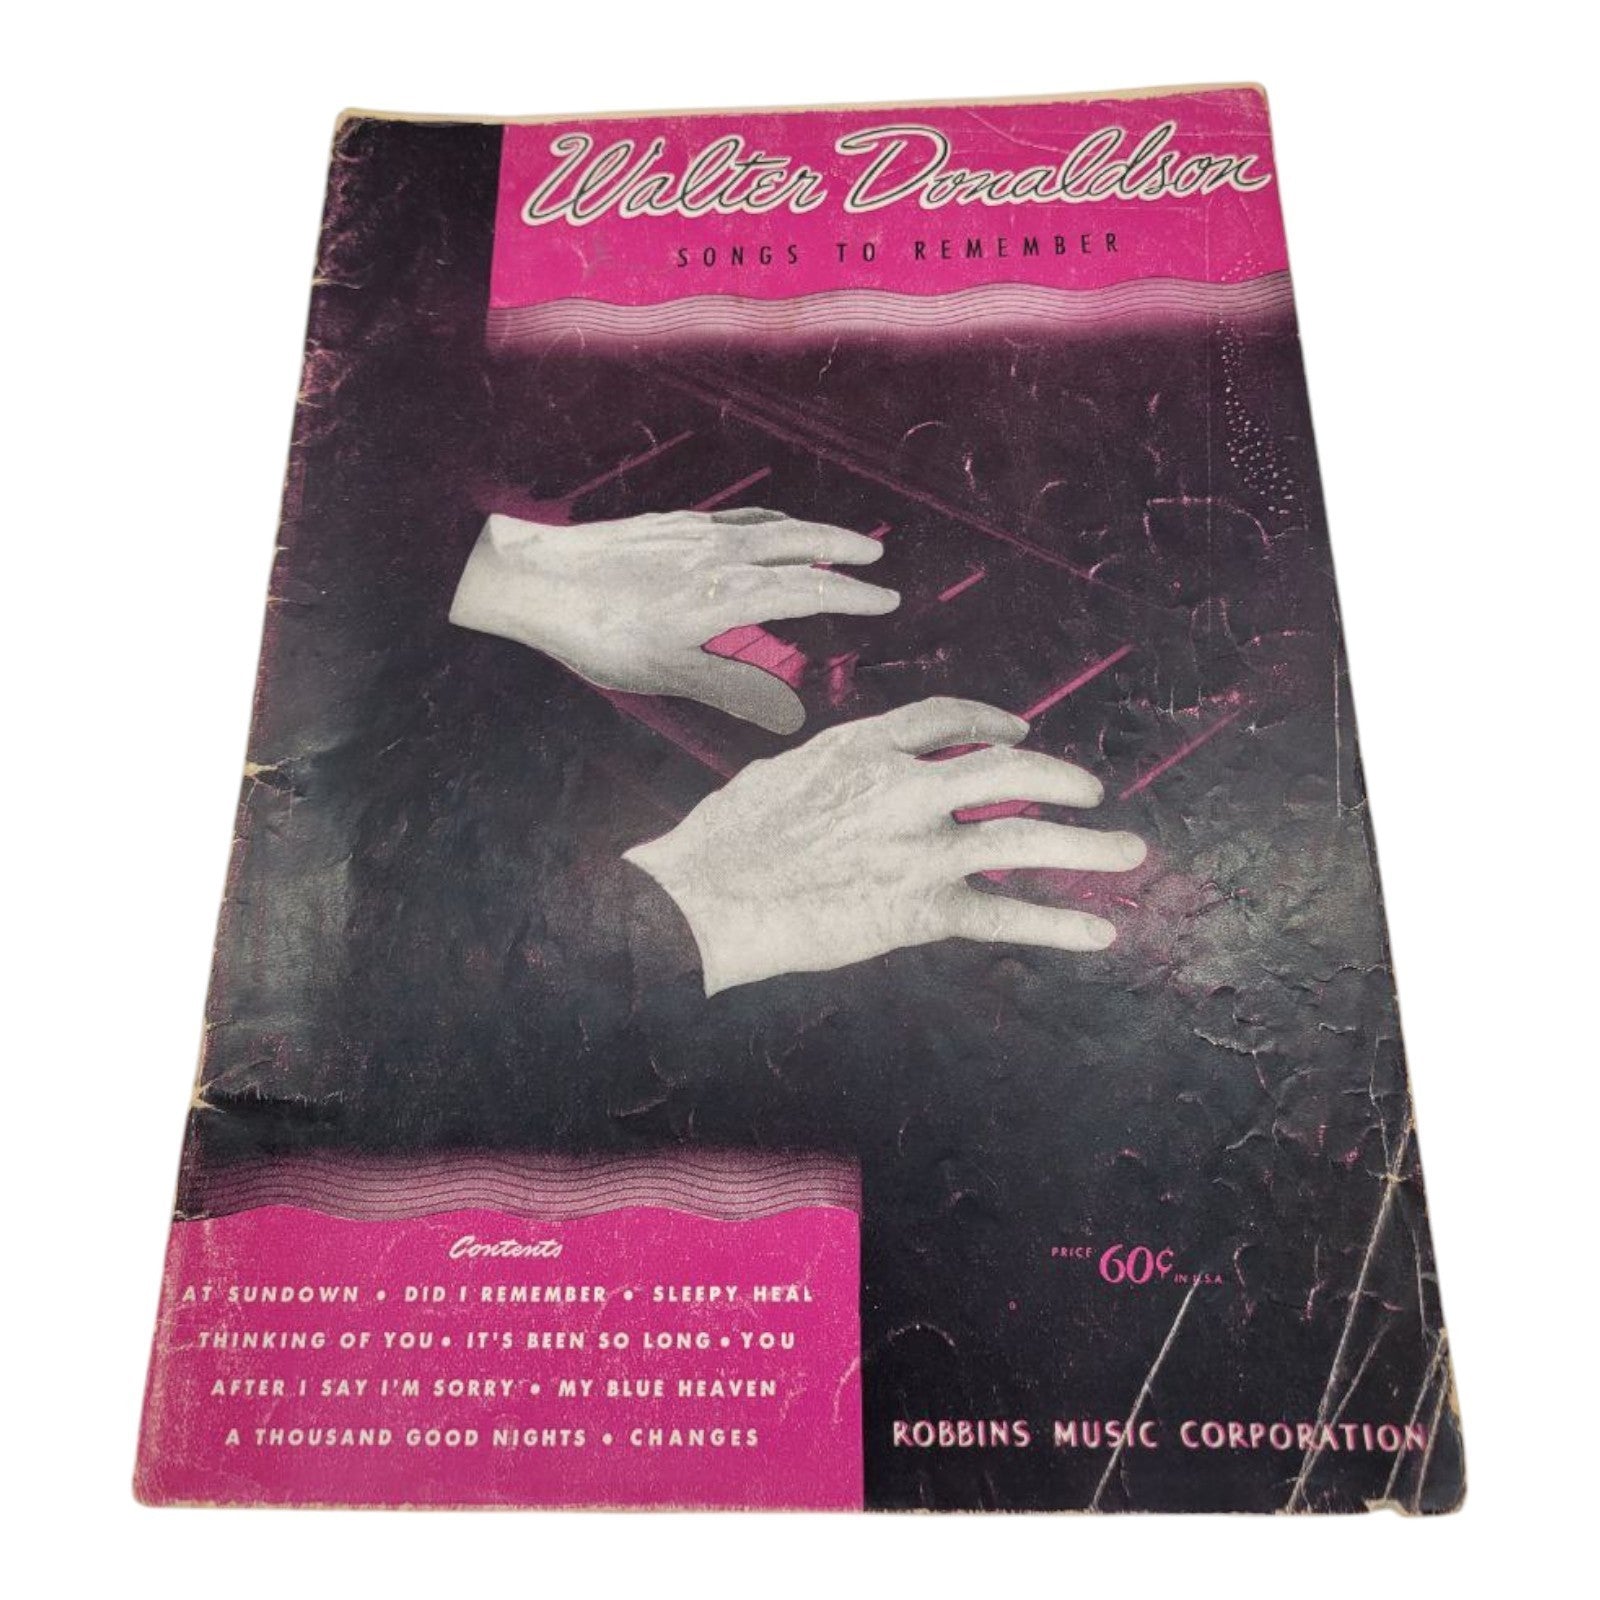 Walter Donaldson
SONGS TO REMEMBER
Contents
AT SUNDOWN • DID I REMEMBER • SLEEPY HEAL
THINKING OF YOU • IT'S BEEN SO LONG • YOU
AFTER I SAY I'M SORRY • MY BLUE HEAVEN
A THOUSAND GOOD NIGHTS • CHANGES
PRICE 60¢ IN U.S.A
ROBBINS MUSIC CORPORATION